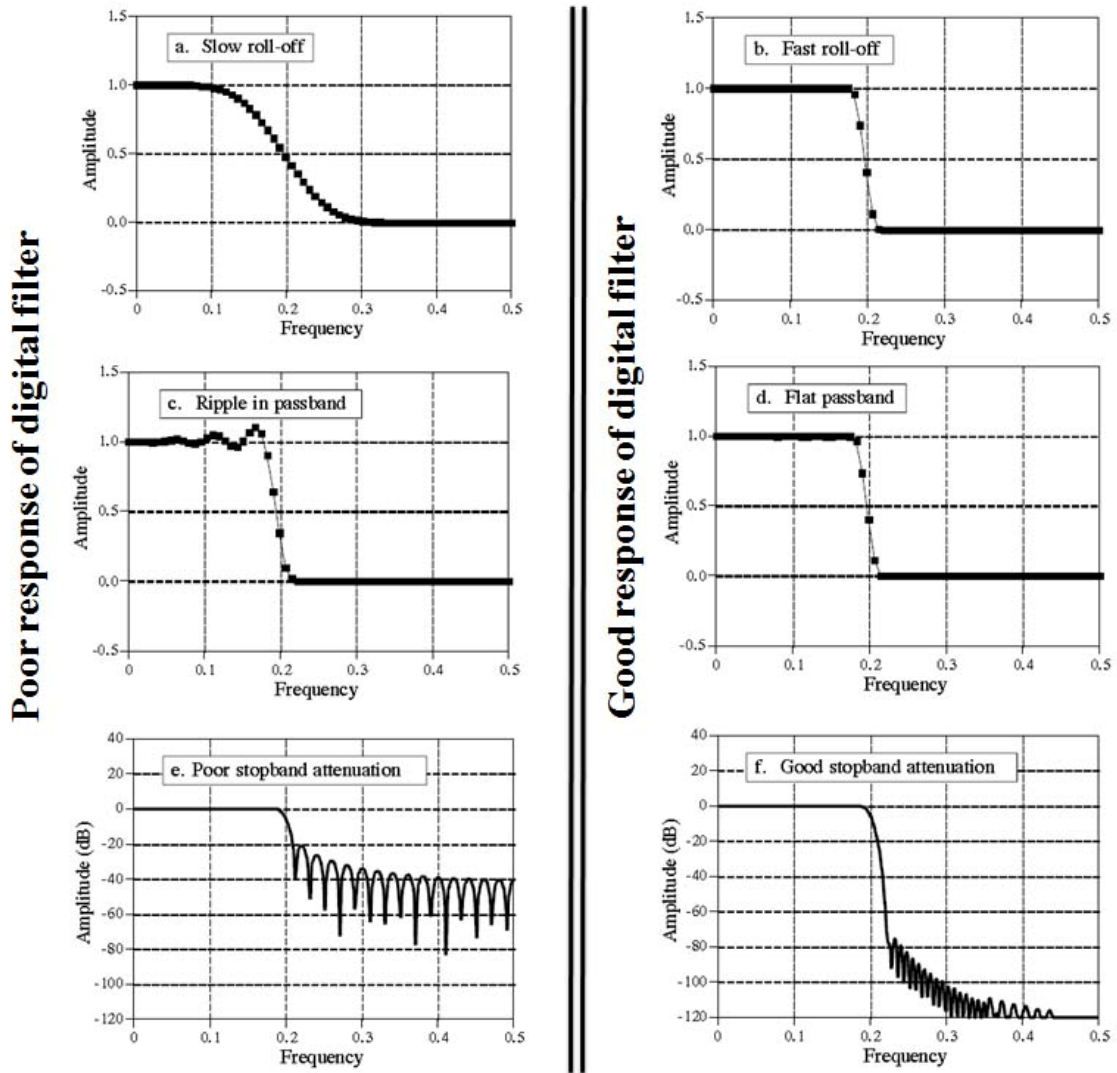 Poor response of digital filter
a. Slow roll-off
Amplitude
1.5
1.0
0.5
0.0
-0.5
0 0.1 0.2 0.3 0.4 0.5
Frequency
c. Ripple in passband
Amplitude
1.5
1.0
0.5
0.0
-0.5
0 0.1 0.2 0.3 0.4 0.5
Frequency
e. Poor stopband attenuation
Amplitude (dB)
40
20
0
-20
-40
-60
-80
-100
-120
0 0.1 0.2 0.3 0.4 0.5
Frequency
Good response of digital filter
b. Fast roll-off
Amplitude
1.5
1.0
0.5
0.0
-0.5
0 0.1 0.2 0.3 0.4 0.5
Frequency
d. Flat passband
Amplitude
1.5
1.0
0.5
0.0
-0.5
0 0.1 0.2 0.3 0.4 0.5
Frequency
f. Good stopband attenuation
Amplitude (dB)
40
20
0
-20
-40
-60
-80
-100
-120
0 0.1 0.2 0.3 0.4 0.5
Frequency